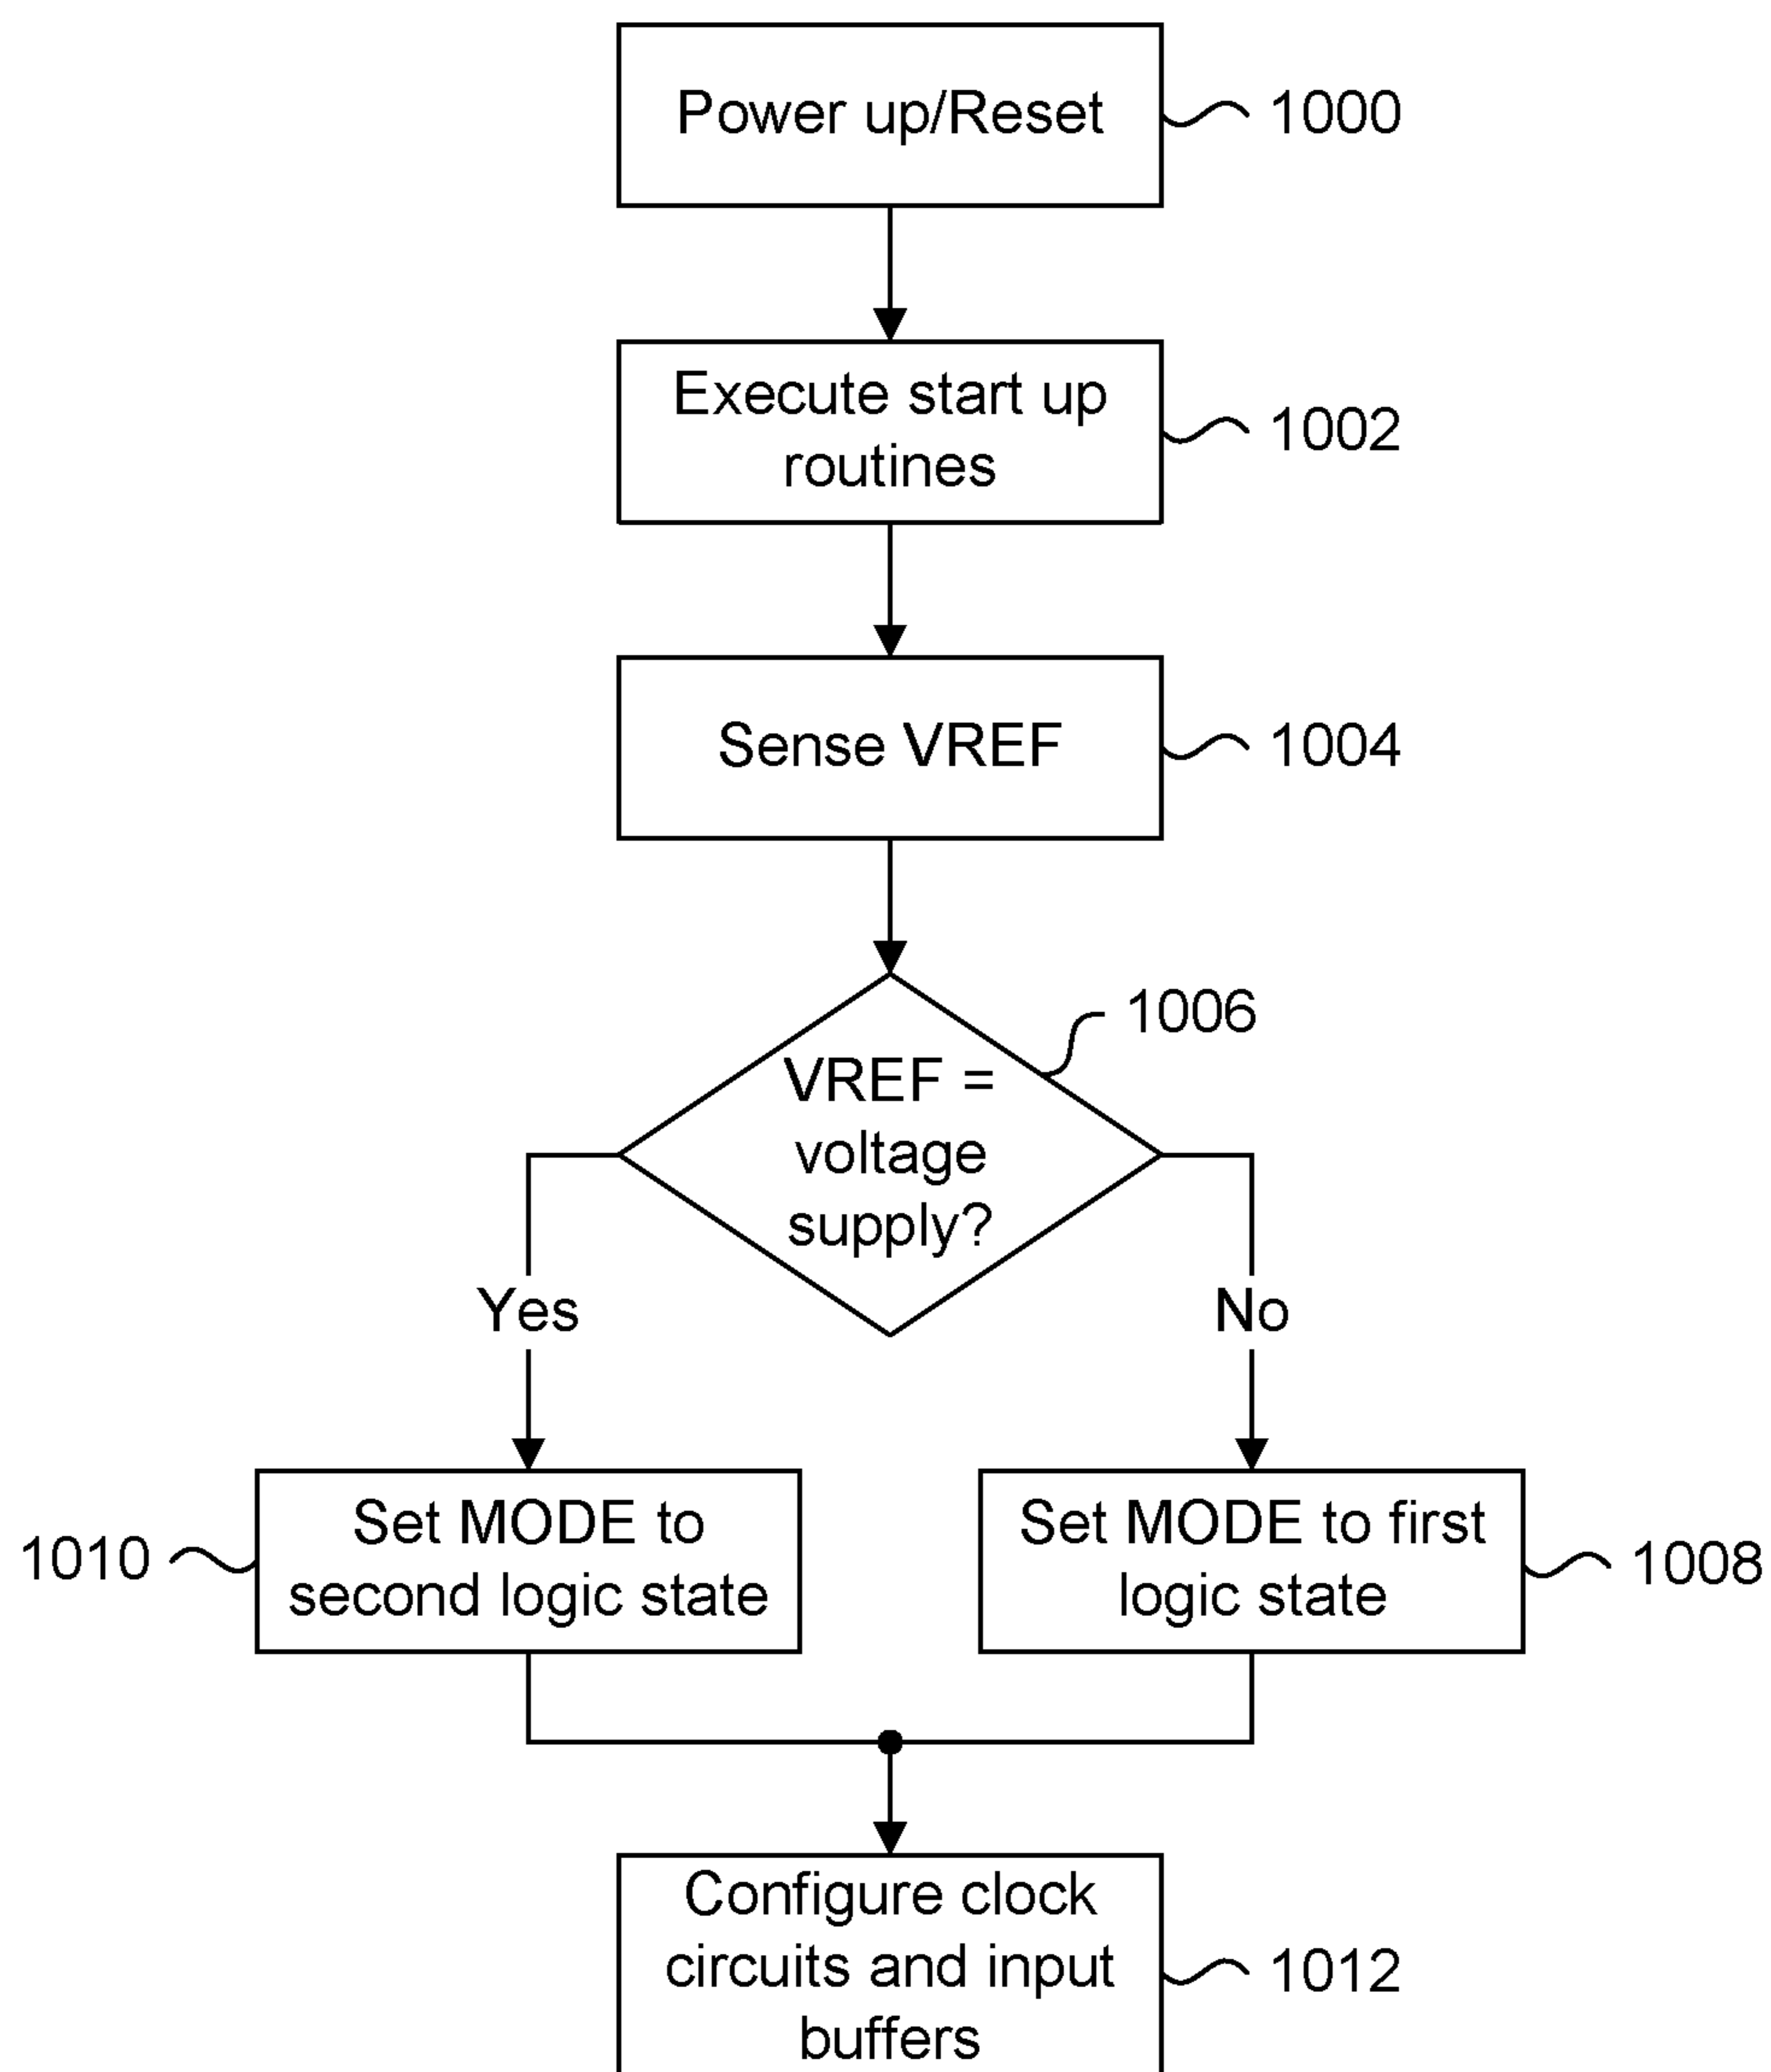 Power up/Reset
1000
Execute start up
routines
1002
Sense VREF
1004
1006
VREF =
voltage
supply?
Yes
No
1010
Set MODE to
second logic state
Set MODE to first
logic state
1008
Configure clock
circuits and input
buffers
1012